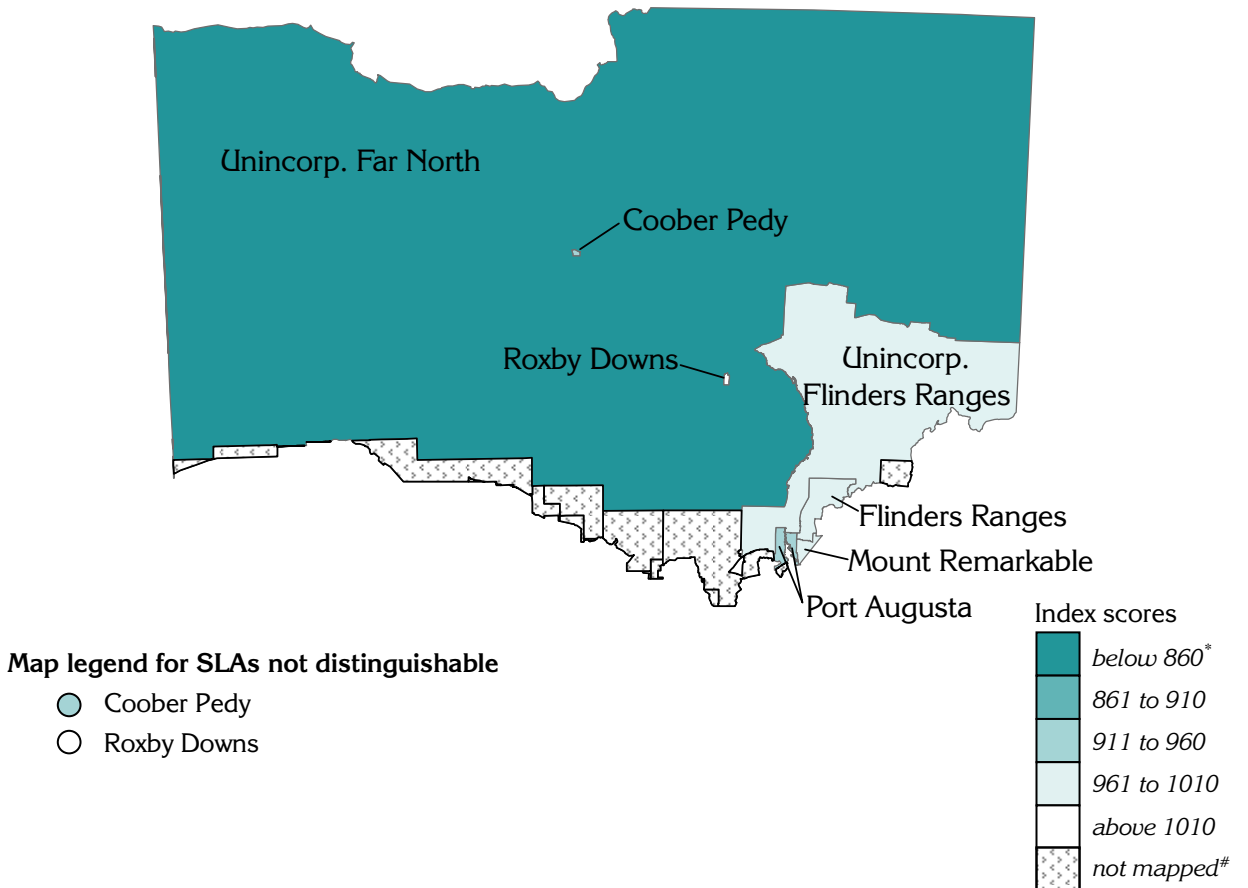 Unincorp. Far North
Coober Pedy
Roxby Downs
Unincorp.
Flinders Ranges
Flinders Ranges
Mount Remarkable
Port Augusta
Map legend for SLAs not distinguishable
Coober Pedy
Roxby Downs
Index scores
below 860*
861 to 910
911 to 960
961 to 1010
above 1010
not mapped#